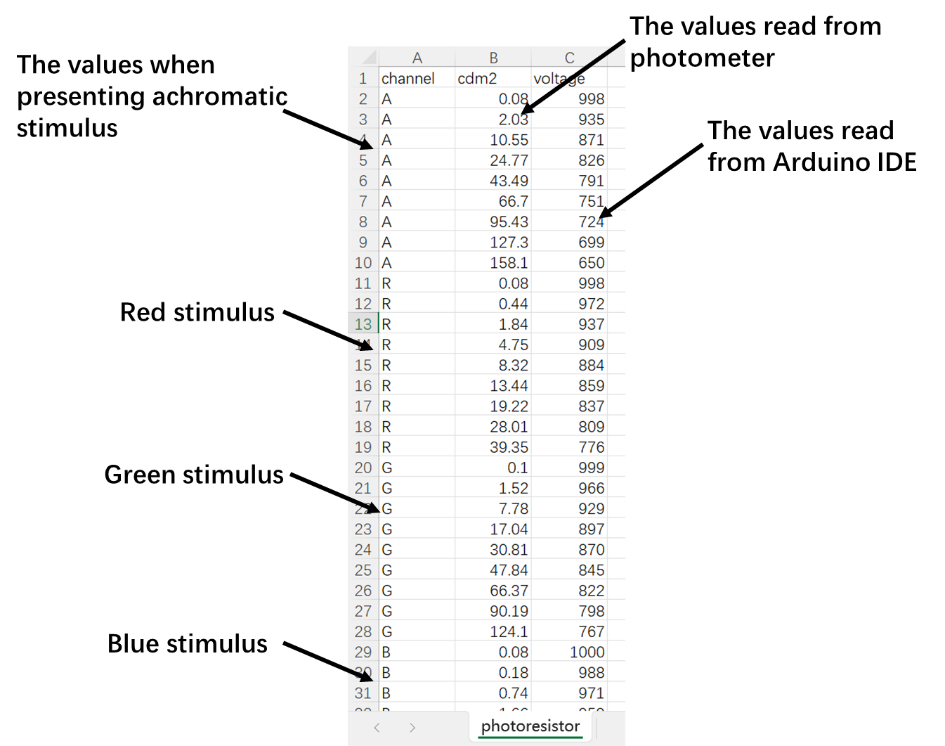 The values read from
photometer
The values when
presenting achromatic
stimulus
The values read
from Arduino IDE
Red stimulus
Green stimulus
Blue stimulus
A B C
1 channel cdm2 voltage
2 A 0.08 998
3 A 2.03 935
4 A 10.55 871
5 A 24.77 826
6 A 43.49 791
7 A 66.7 751
8 A 95.43 724
9 A 127.3 699
10 A 158.1 650
11 R 0.08 998
12 R 0.44 972
13 R 1.84 937
14 R 4.75 909
15 R 8.32 884
16 R 13.44 859
17 R 19.22 837
18 R 28.01 809
19 R 39.35 776
20 G 0.1 999
21 G 1.52 966
22 G 7.78 929
23 G 17.04 897
24 G 30.81 870
25 G 47.84 845
26 G 66.37 822
27 G 90.19 798
28 G 124.1 767
29 B 0.08 1000
30 B 0.18 988
31 B 0.74 971
photoresistor